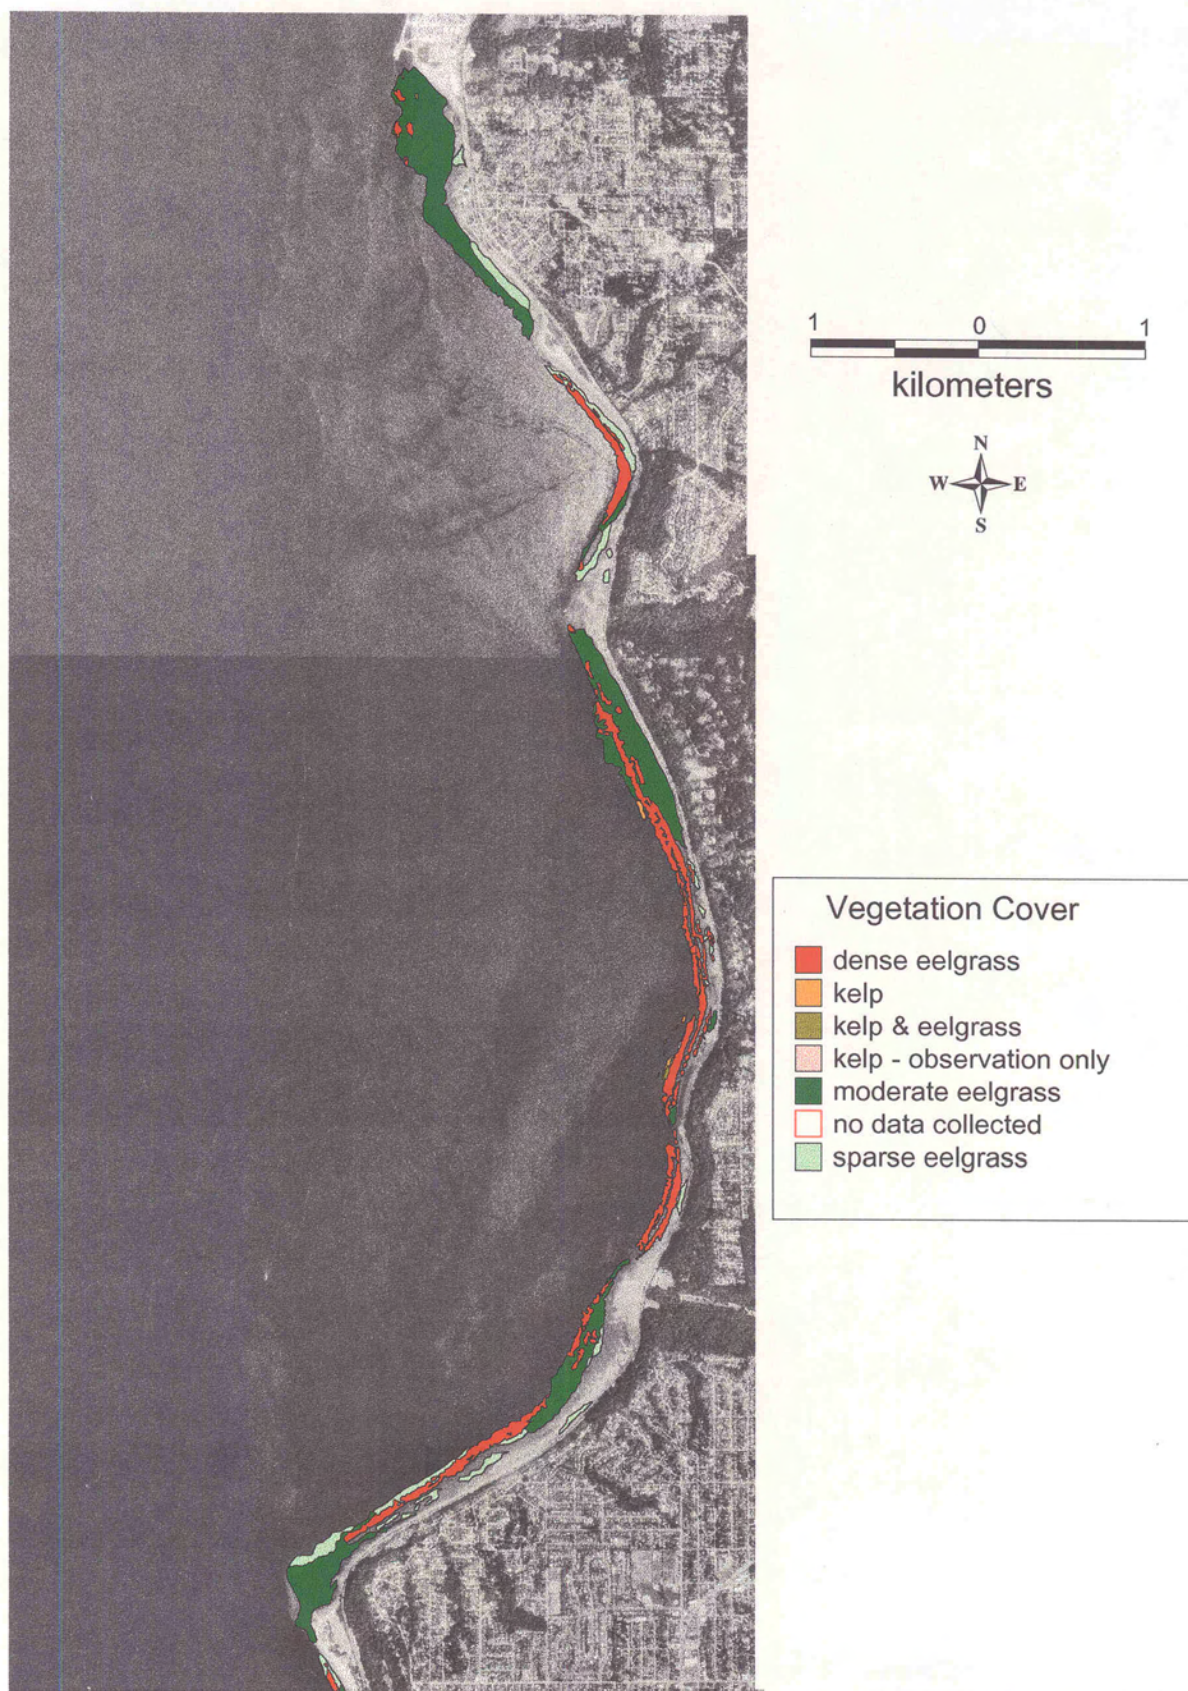 1 0 1
kilometers
N
W E
S
Vegetation Cover
dense eelgrass
kelp
kelp & eelgrass
kelp - observation only
moderate eelgrass
no data collected
sparse eelgrass